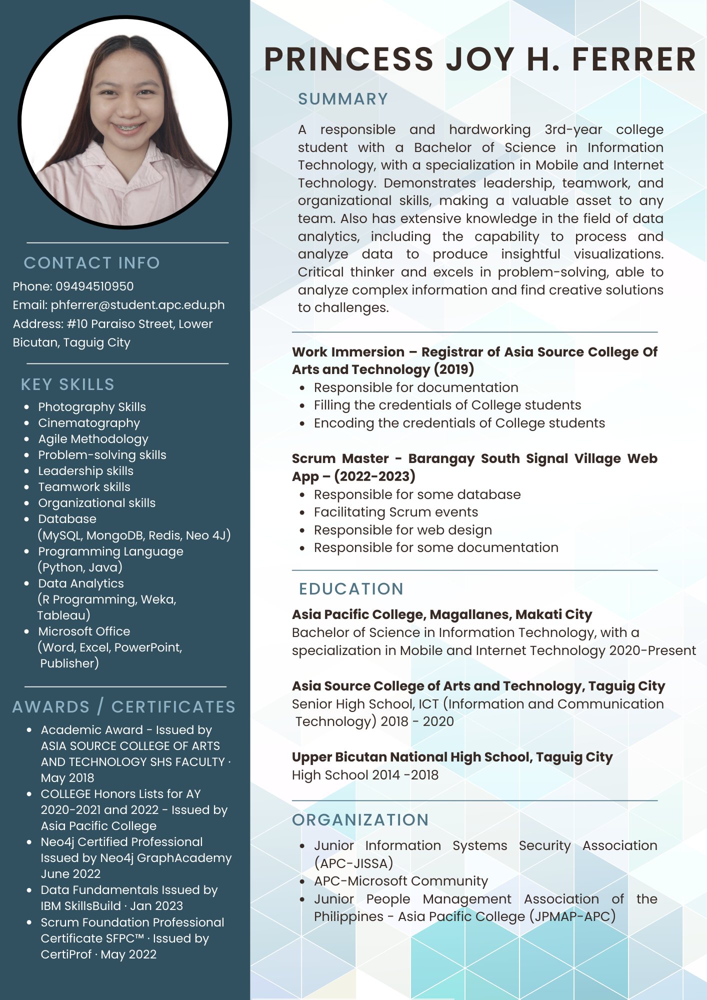 PRINCESS JOY H. FERRER
SUMMARY
A responsible and hardworking 3rd-year college
student with a Bachelor of Science in Information
Technology, with a specialization in Mobile and Internet
Technology. Demonstrates leadership, teamwork, and
organizational skills, making a valuable asset to any
team. Also has extensive knowledge in the field of data
analytics, including the capability to process and
analyze data to produce insightful visualizations.
Critical thinker and excels in problem-solving, able to
analyze complex information and find creative solutions
to challenges.
Work Immersion – Registrar of Asia Source College Of
Arts and Technology (2019)
• Responsible for documentation
• Filling the credentials of College students
• Encoding the credentials of College students
Scrum Master - Barangay South Signal Village Web
App – (2022-2023)
• Responsible for some database
• Facilitating Scrum events
• Responsible for web design
• Responsible for some documentation
EDUCATION
Asia Pacific College, Magallanes, Makati City
Bachelor of Science in Information Technology, with a
specialization in Mobile and Internet Technology 2020-Present
Asia Source College of Arts and Technology, Taguig City
Senior High School, ICT (Information and Communication
Technology) 2018 - 2020
Upper Bicutan National High School, Taguig City
High School 2014 -2018
ORGANIZATION
• Junior Information Systems Security Association
(APC-JISSA)
• APC-Microsoft Community
• Junior People Management Association of the
Philippines - Asia Pacific College (JPMAP-APC)
CONTACT INFO
Phone: 09494510950
Email: phferrer@student.apc.edu.ph
Address: #10 Paraiso Street, Lower
Bicutan, Taguig City
KEY SKILLS
• Photography Skills
• Cinematography
• Agile Methodology
• Problem-solving skills
• Leadership skills
• Teamwork skills
• Organizational skills
• Database
(MySQL, MongoDB, Redis, Neo 4J)
• Programming Language
(Python, Java)
• Data Analytics
(R Programming, Weka,
Tableau)
• Microsoft Office
(Word, Excel, PowerPoint,
Publisher)
AWARDS / CERTIFICATES
• Academic Award - Issued by
ASIA SOURCE COLLEGE OF ARTS
AND TECHNOLOGY SHS FACULTY ·
May 2018
• COLLEGE Honors Lists for AY
2020-2021 and 2022 - Issued by
Asia Pacific College
• Neo4j Certified Professional
Issued by Neo4j GraphAcademy
June 2022
• Data Fundamentals Issued by
IBM SkillsBuild · Jan 2023
• Scrum Foundation Professional
Certificate SFPC™ · Issued by
CertiProf · May 2022